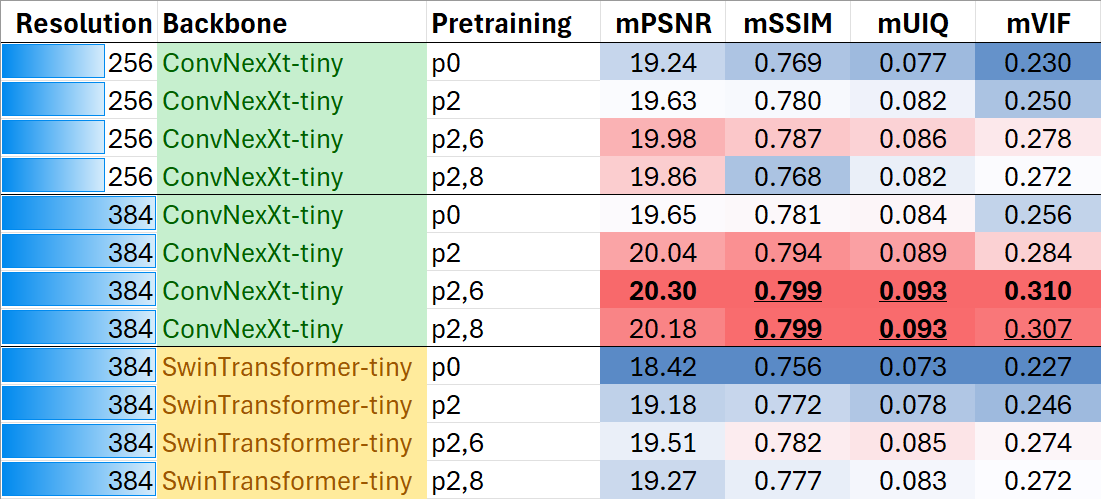 Resolution Backbone Pretraining mPSNR mSSIM mUIQ mVIF
256 ConvNexXt-tiny p0 19.24 0.769 0.077 0.230
256 ConvNexXt-tiny p2 19.63 0.780 0.082 0.250
256 ConvNexXt-tiny p2,6 19.98 0.787 0.086 0.278
256 ConvNexXt-tiny p2,8 19.86 0.768 0.082 0.272
384 ConvNexXt-tiny p0 19.65 0.781 0.084 0.256
384 ConvNexXt-tiny p2 20.04 0.794 0.089 0.284
384 ConvNexXt-tiny p2,6 20.30 0.799 0.093 0.310
384 ConvNexXt-tiny p2,8 20.18 0.799 0.093 0.307
384 SwinTransformer-tiny p0 18.42 0.756 0.073 0.227
384 SwinTransformer-tiny p2 19.18 0.772 0.078 0.246
384 SwinTransformer-tiny p2,6 19.51 0.782 0.085 0.274
384 SwinTransformer-tiny p2,8 19.27 0.777 0.083 0.272